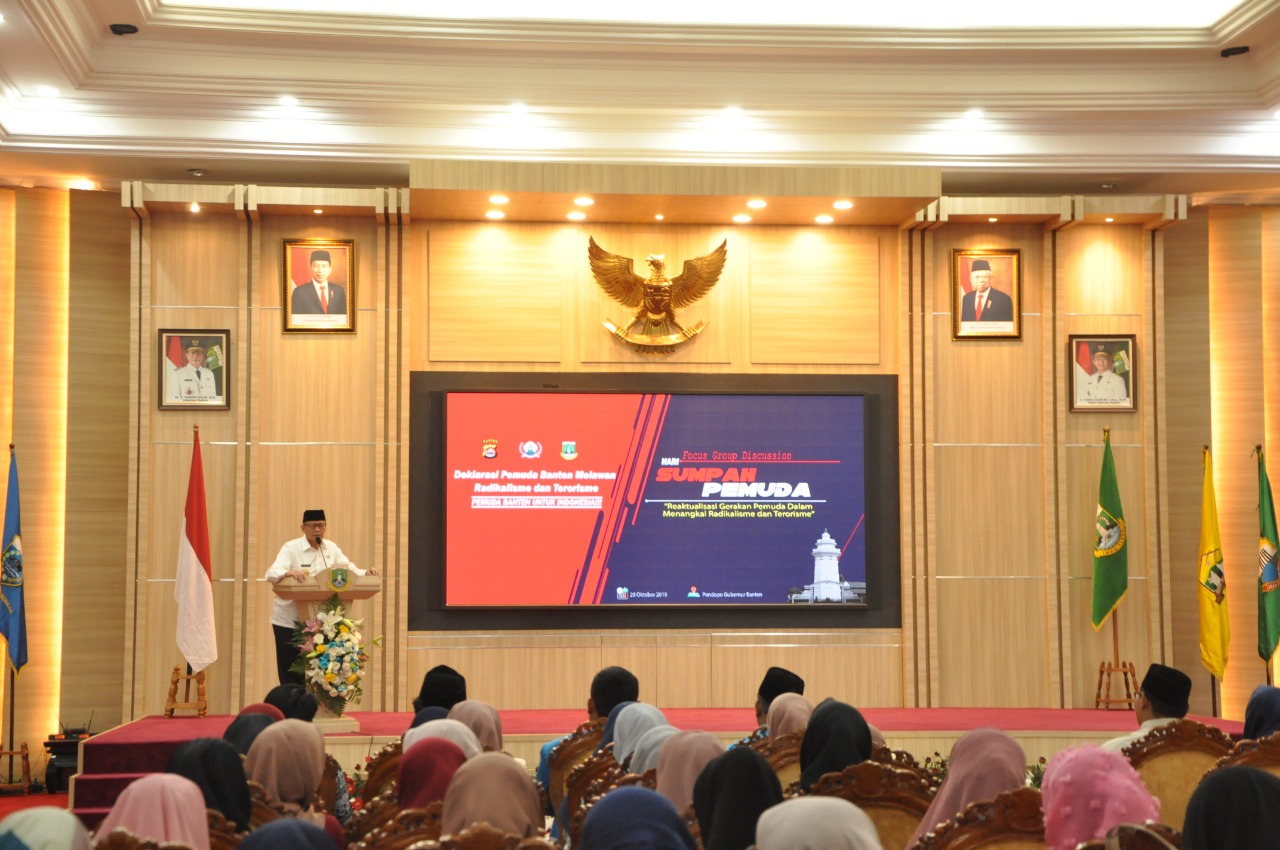 Deklarasi Pemuda Banten Melawan
Radikalisme dan Terorisme
PEMUDA BANTEN UNTUK INDONESIA!!!
Focus Group Discussion
HARI
SUMPAH
PEMUDA
"Reaktualisasi Gerakan Pemuda Dalam
Menangkal Radikalisme dan Terorisme"
29 Oktober 2019
Pendopo Gubernur Banten